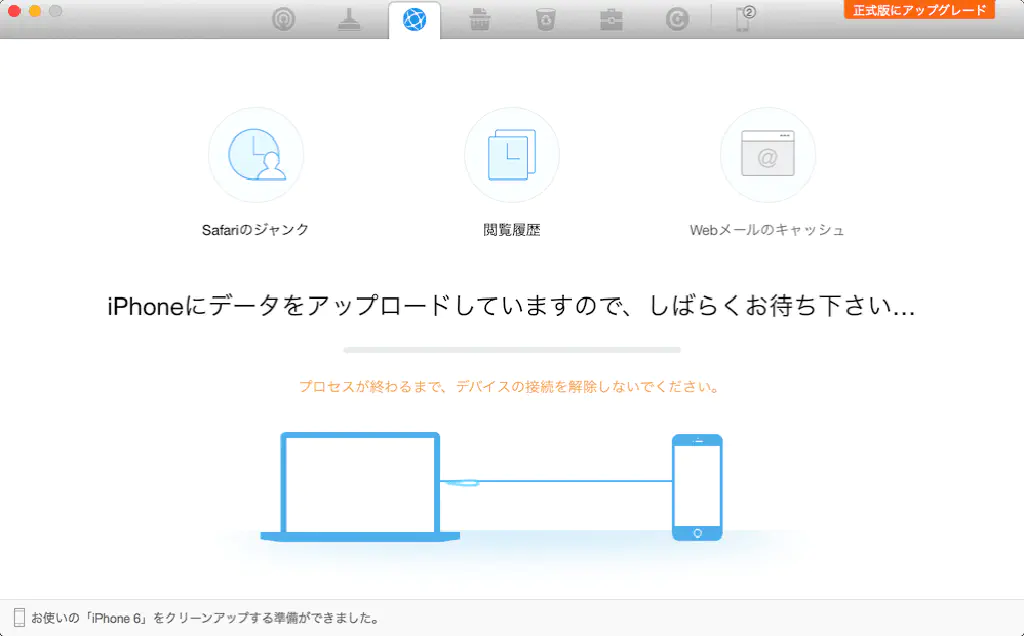 正式版にアップグレード
②
Safariのジャンク
閲覧履歴
Webメールのキャッシュ
@
iPhoneにデータをアップロードしていますので、しばらくお待ち下さい...
プロセスが終わるまで、デバイスの接続を解除しないでください。
お使いの「iPhone 6」をクリーンアップする準備ができました。